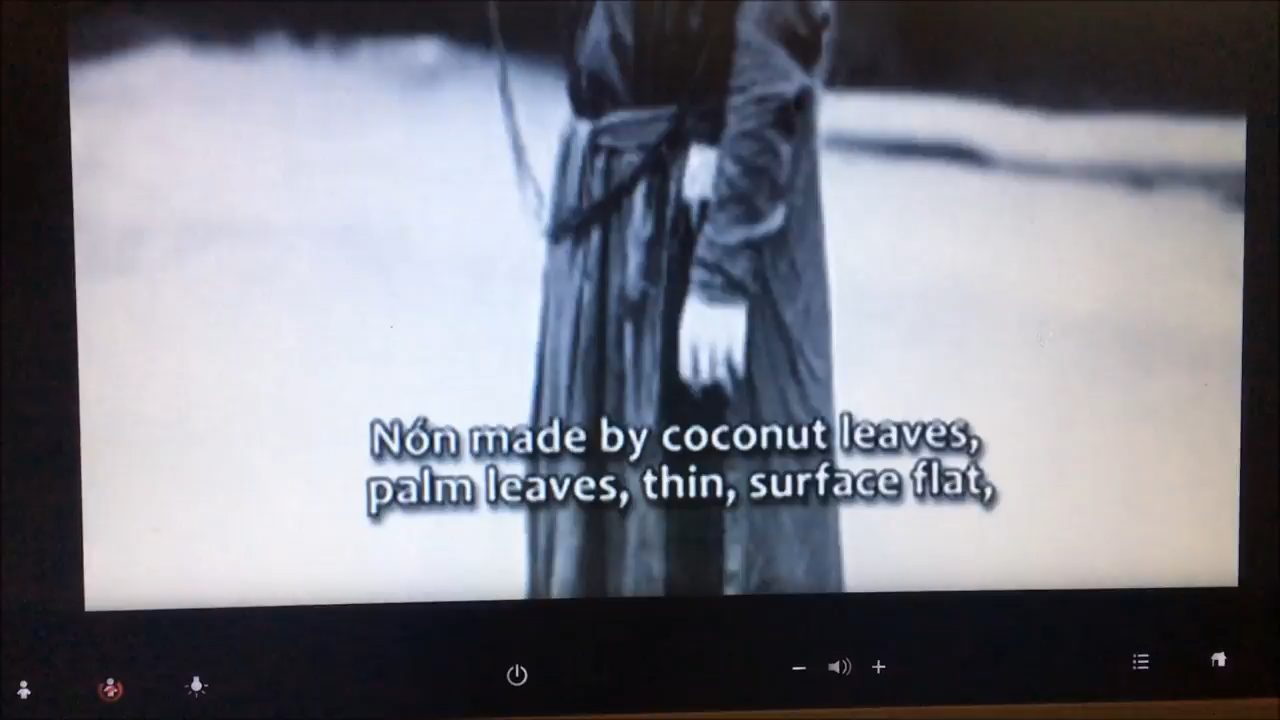 Nón made by coconut leaves,
palm leaves, thin, surface flat,